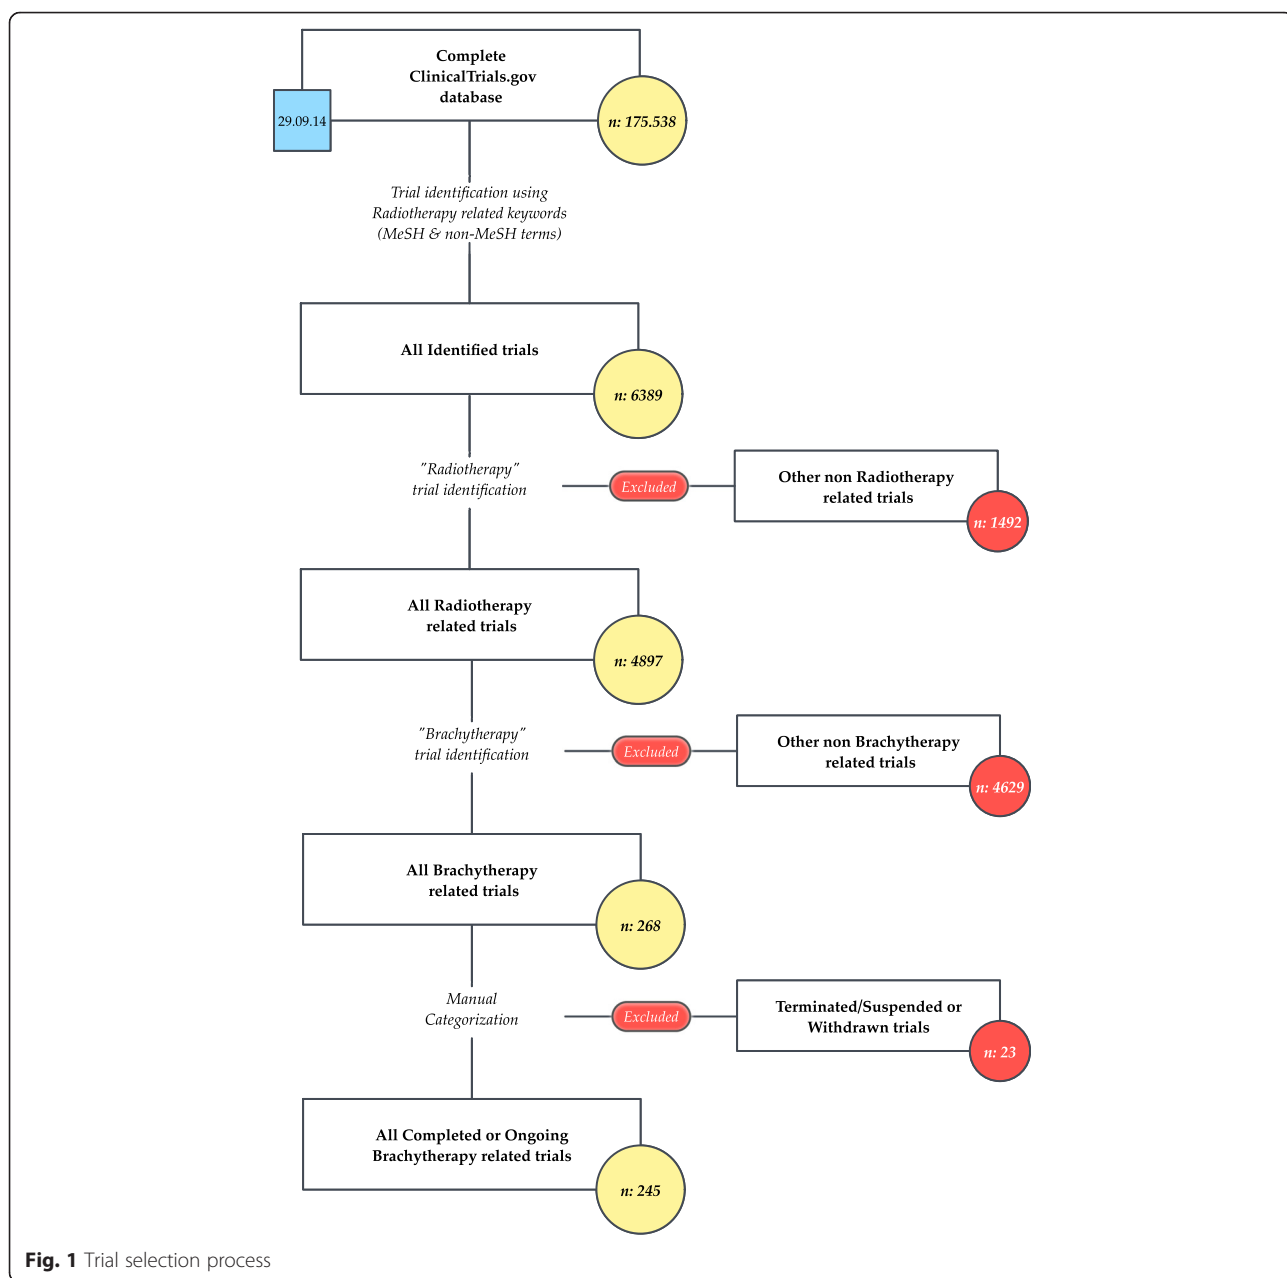 Complete
ClinicalTrials.gov
database
29.09.14
n: 175.538
Trial identification using
Radiotherapy related keywords
(MeSH & non-MeSH terms)
All Identified trials
n: 6389
"Radiotherapy"
trial identification
Excluded
Other non Radiotherapy
related trials
n: 1492
All Radiotherapy
related trials
n: 4897
"Brachytherapy"
trial identification
Excluded
Other non Brachytherapy
related trials
n: 4629
All Brachytherapy
related trials
n: 268
Manual
Categorization
Excluded
Terminated/Suspended or
Withdrawn trials
n: 23
All Completed or Ongoing
Brachytherapy related trials
n: 245
Fig. 1 Trial selection process